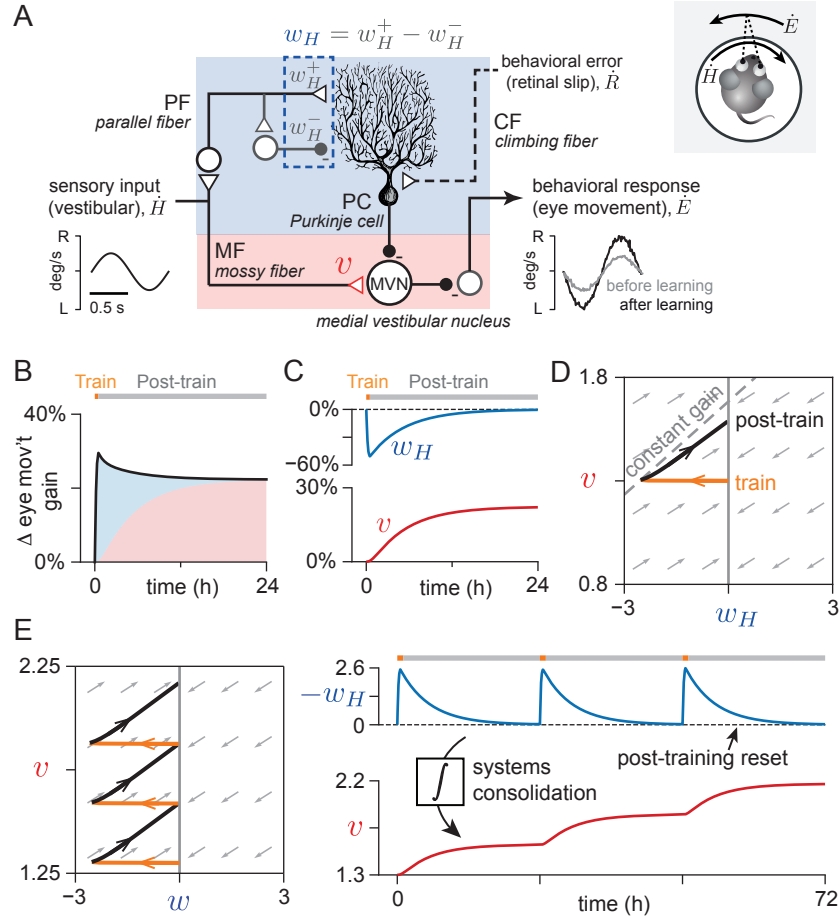 A
w_H = w_H^+ − w_H^-
w_H^+
w_H^-
PF
parallel fiber
behavioral error
(retinal slip), Ṙ
CF
climbing fiber
Ḣ
Ė
sensory input
(vestibular), Ḣ
PC
Purkinje cell
behavioral response
(eye movement), Ė
MF
mossy fiber
v
MVN
medial vestibular nucleus
R
deg/s
L
0.5 s
R
deg/s
L
before learning
after learning
B
Train
Post-train
40%
Δ eye mov't
gain
0%
0
24
time (h)
C
Train
Post-train
0%
−60%
w_H
30%
v
0%
0
24
time (h)
D
1.8
v
0.8
constant gain
post-train
train
−3
3
w_H
E
2.25
v
1.25
−3
3
w
2.6
−w_H
0
post-training reset
∫
systems
consolidation
2.2
v
1.3
0
72
time (h)